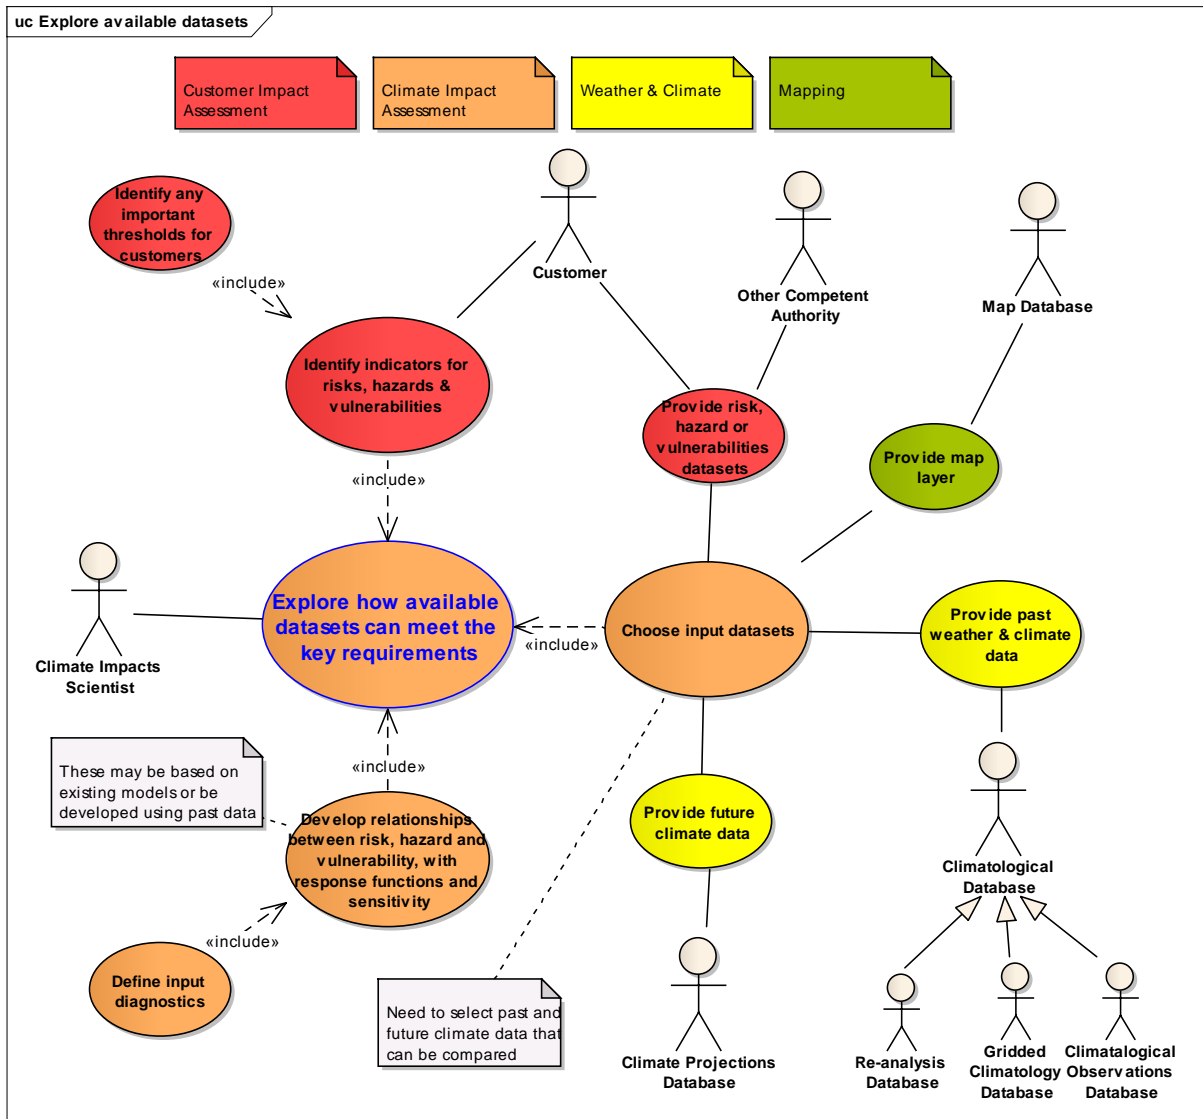 uc Explore available datasets
Customer Impact
Assessment
Climate Impact
Assessment
Weather & Climate
Mapping
Identify any
important
thresholds for
customers
«include»
Customer
Other Competent
Authority
Map Database
Identify indicators for
risks, hazards &
vulnerabilities
Provide risk,
hazard or
vulnerabilities
datasets
Provide map
layer
«include»
Climate Impacts
Scientist
Explore how available
datasets can meet the
key requirements
«include»
Choose input datasets
Provide past
weather & climate
data
These may be based on
existing models or be
developed using past data
«include»
Develop relationships
between risk, hazard and
vulnerability, with
response functions and
sensitivity
Provide future
climate data
Climatological
Database
«include»
Define input
diagnostics
Need to select past and
future climate data that
can be compared
Climate Projections
Database
Re-analysis
Database
Gridded
Climatology
Database
Climatalogical
Observations
Database